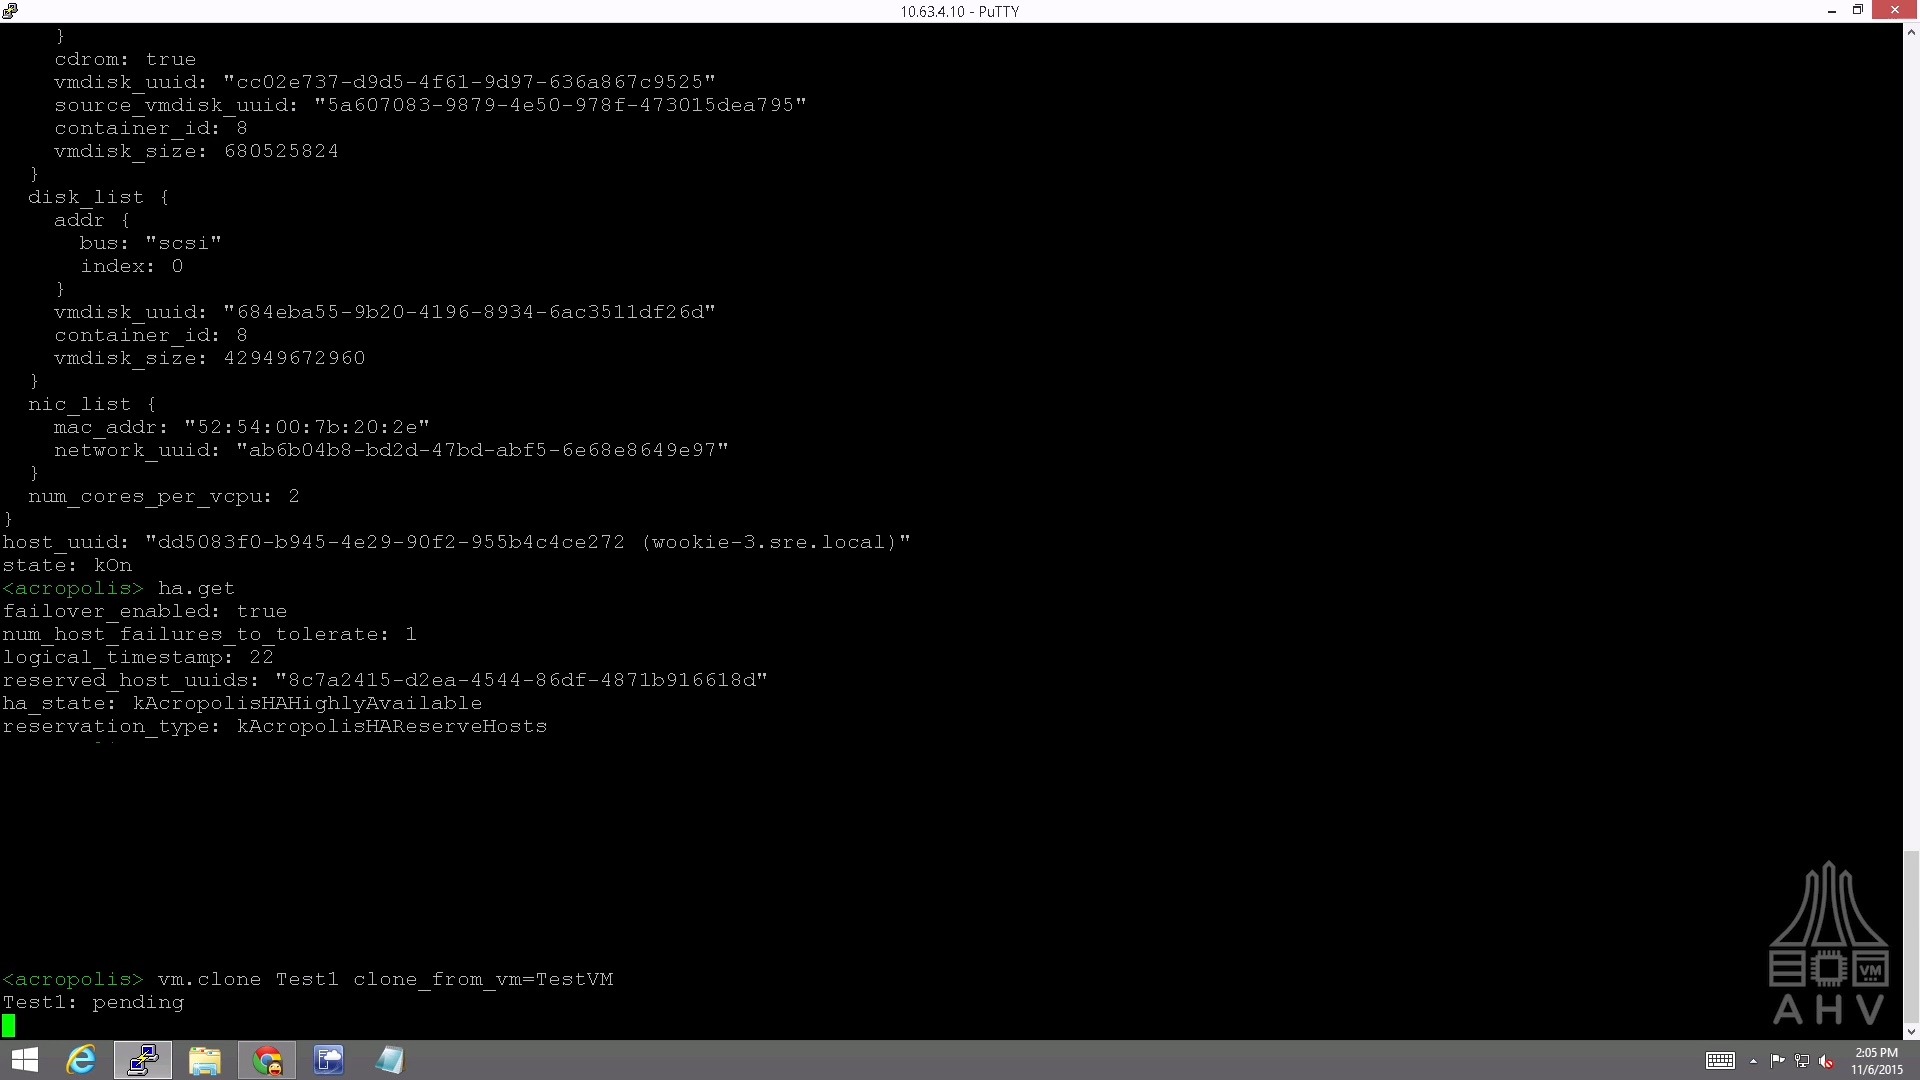 10.63.4.10 - PuTTY
}
cdrom: true
vmdisk_uuid: "cc02e737-d9d5-4f61-9d97-636a867c9525"
source_vmdisk_uuid: "5a607083-9879-4e50-978f-473015dea795"
container_id: 8
vmdisk_size: 680525824
}
disk_list {
addr {
bus: "scsi"
index: 0
}
vmdisk_uuid: "684eba55-9b20-4196-8934-6ac3511df26d"
container_id: 8
vmdisk_size: 42949672960
}
nic_list {
mac_addr: "52:54:00:7b:20:2e"
network_uuid: "ab6b04b8-bd2d-47bd-abf5-6e68e8649e97"
}
num_cores_per_vcpu: 2
}
host_uuid: "dd5083f0-b945-4e29-90f2-955b4c4ce272 (wookie-3.sre.local)"
state: kOn
<acropolis> ha.get
failover_enabled: true
num_host_failures_to_tolerate: 1
logical_timestamp: 22
reserved_host_uuids: "8c7a2415-d2ea-4544-86df-4871b916618d"
ha_state: kAcropolisHAHighlyAvailable
reservation_type: kAcropolisHAReserveHosts
<acropolis> vm.clone Test1 clone_from_vm=TestVM
Test1: pending
VM
AHV
2:05 PM
11/6/2015